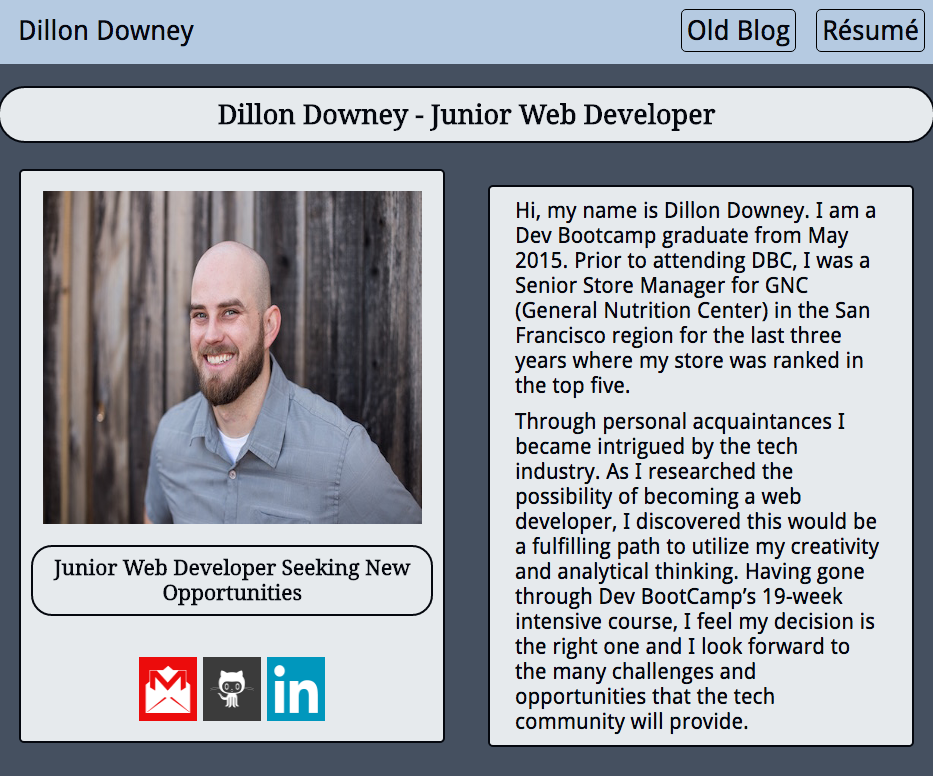 Dillon Downey
Old Blog
Résumé
Dillon Downey - Junior Web Developer
Junior Web Developer Seeking New
Opportunities
in
Hi, my name is Dillon Downey. I am a
Dev Bootcamp graduate from May
2015. Prior to attending DBC, I was a
Senior Store Manager for GNC
(General Nutrition Center) in the San
Francisco region for the last three
years where my store was ranked in
the top five.
Through personal acquaintances I
became intrigued by the tech
industry. As I researched the
possibility of becoming a web
developer, I discovered this would be
a fulfilling path to utilize my creativity
and analytical thinking. Having gone
through Dev BootCamp’s 19-week
intensive course, I feel my decision is
the right one and I look forward to
the many challenges and
opportunities that the tech
community will provide.